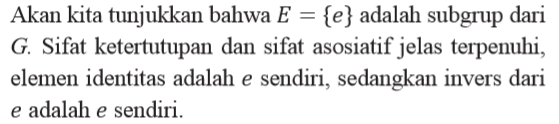 Akan kita tunjukkan bahwa E = {e} adalah subgrup dari
G. Sifat ketertutupan dan sifat asosiatif jelas terpenuhi,
elemen identitas adalah e sendiri, sedangkan invers dari
e adalah e sendiri.